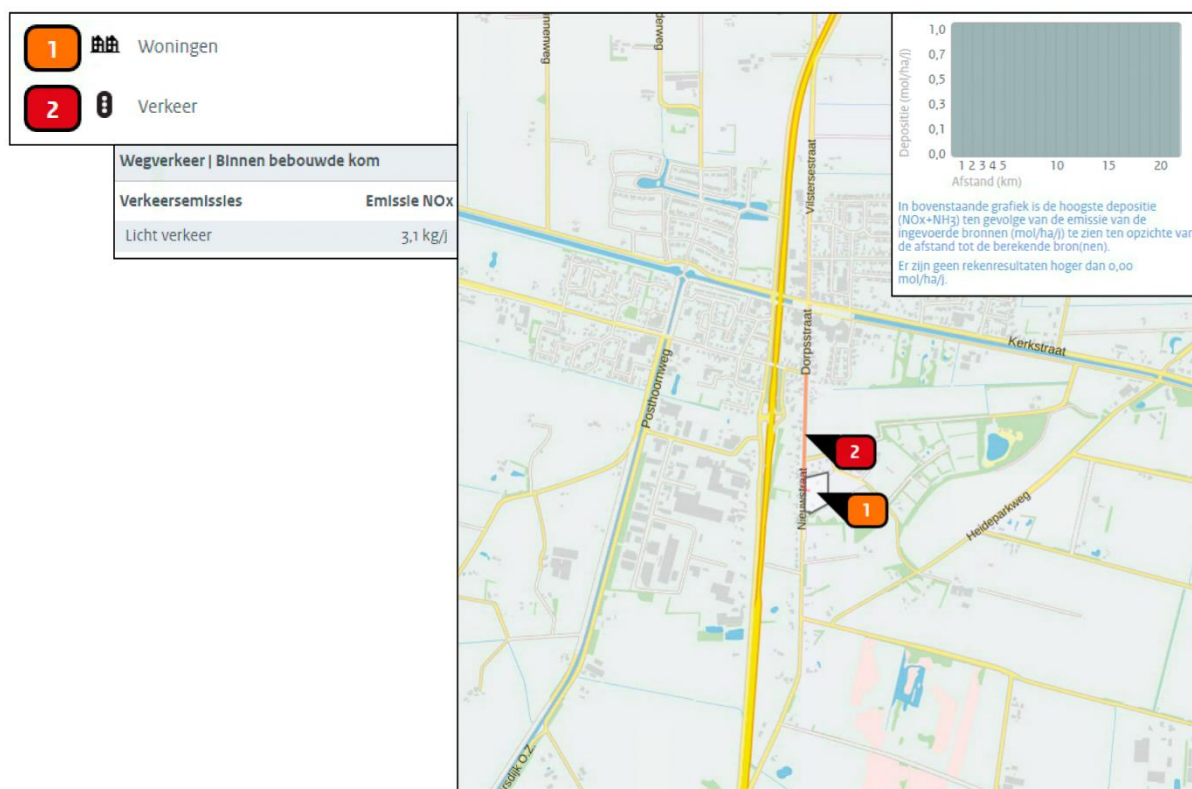 1 Woningen
2 Verkeer
Wegverkeer | Binnen bebouwde kom
Verkeersemissies Emissie NOx
Licht verkeer 3,1 kg/j
Vilstersestraat
Dorpsstraat
Kerkstraat
Posthoornweg
Nieuwstraat
Heideparkweg
2
1
Depositie (mol/ha/j)
1,0
0,7
0,5
0,3
0,1
0,0
1 2 3 4 5 10 15 20
Afstand (km)
In bovenstaande grafiek is de hoogste depositie
(NOx+NH3) ten gevolge van de emissie van de
ingevoerde bronnen (mol/ha/j) te zien ten opzichte van
de afstand tot de berekende bron(nen).
Er zijn geen rekenresultaten hoger dan 0,00
mol/ha/j.